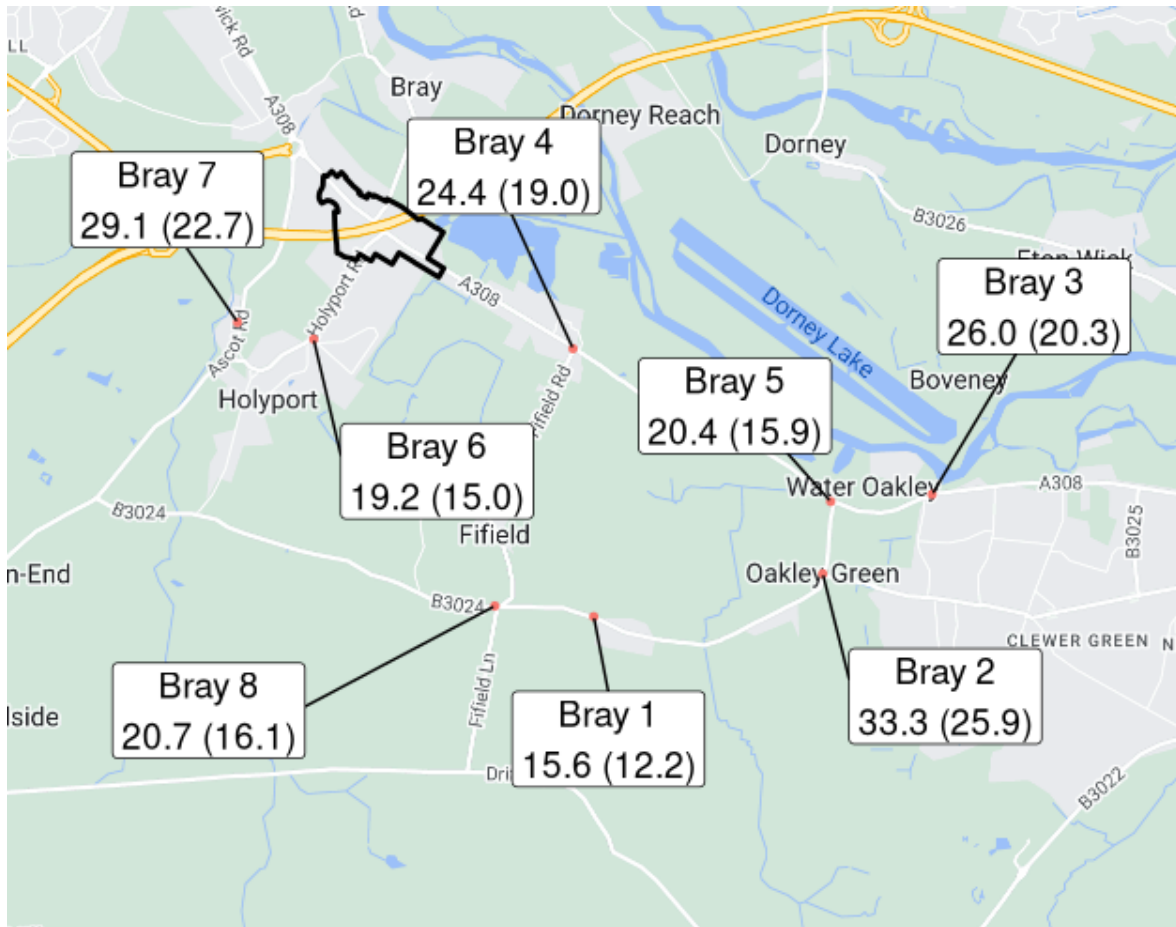 wick Rd
LL
A308
Bray
Dorney Reach
Dorney
Bray 4
24.4 (19.0)
Bray 7
29.1 (22.7)
B3026
Eton Wick
Bray 3
26.0 (20.3)
A308
Holyport R
Dorney Lake
Ascot Rd
Boveney
Bray 5
20.4 (15.9)
Holyport
Fifield Rd
Bray 6
19.2 (15.0)
Water Oakley
A308
B3024
B3025
Fifield
n-End
Oakley Green
B3024
CLEWER GREEN
N
Fifield Ln
Bray 8
20.7 (16.1)
Bray 2
33.3 (25.9)
Bray 1
15.6 (12.2)
lside
Dri
B3022